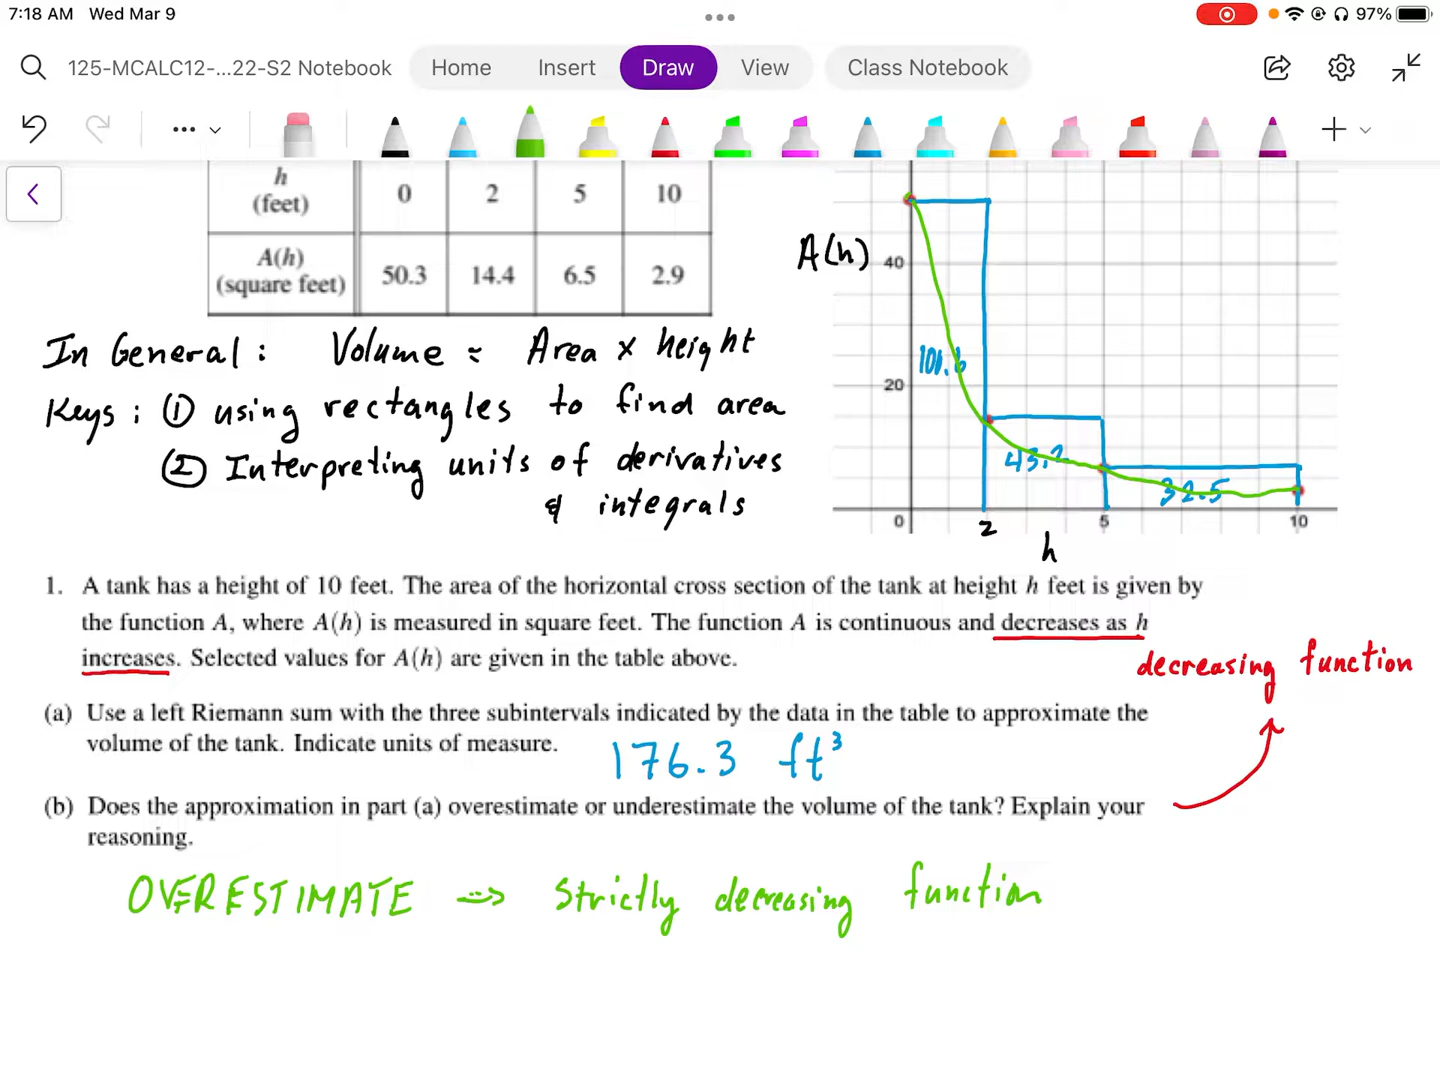 7:18 AM Wed Mar 9
97%
125-MCALC12-...22-S2 Notebook Home Insert Draw View Class Notebook
h
(feet) 0 2 5 10
A(h)
(square feet) 50.3 14.4 6.5 2.9
A(h) 40
20
0 2 5 10
h
100.6
43.2
32.5
In General: Volume = Area x height
Keys: ① using rectangles to find area
② Interpreting units of derivatives
& integrals
1. A tank has a height of 10 feet. The area of the horizontal cross section of the tank at height h feet is given by
the function A, where A(h) is measured in square feet. The function A is continuous and decreases as h
increases. Selected values for A(h) are given in the table above.
decreasing function
(a) Use a left Riemann sum with the three subintervals indicated by the data in the table to approximate the
volume of the tank. Indicate units of measure.
176.3 ft³
(b) Does the approximation in part (a) overestimate or underestimate the volume of the tank? Explain your
reasoning.
OVERESTIMATE => Strictly decreasing function